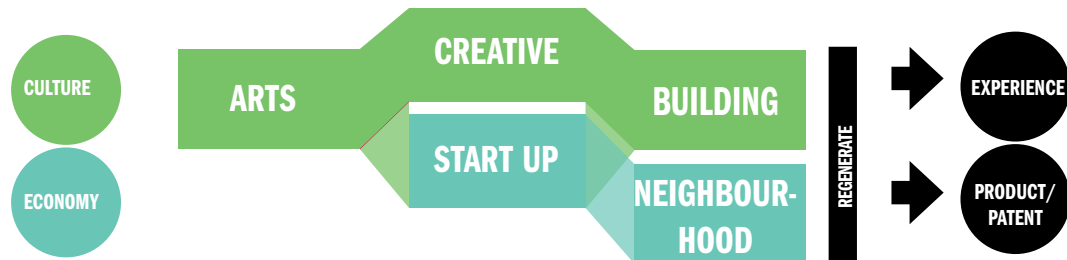 CULTURE
ECONOMY
ARTS
CREATIVE
START UP
BUILDING
NEIGHBOUR-
HOOD
REGENERATE
EXPERIENCE
PRODUCT/
PATENT